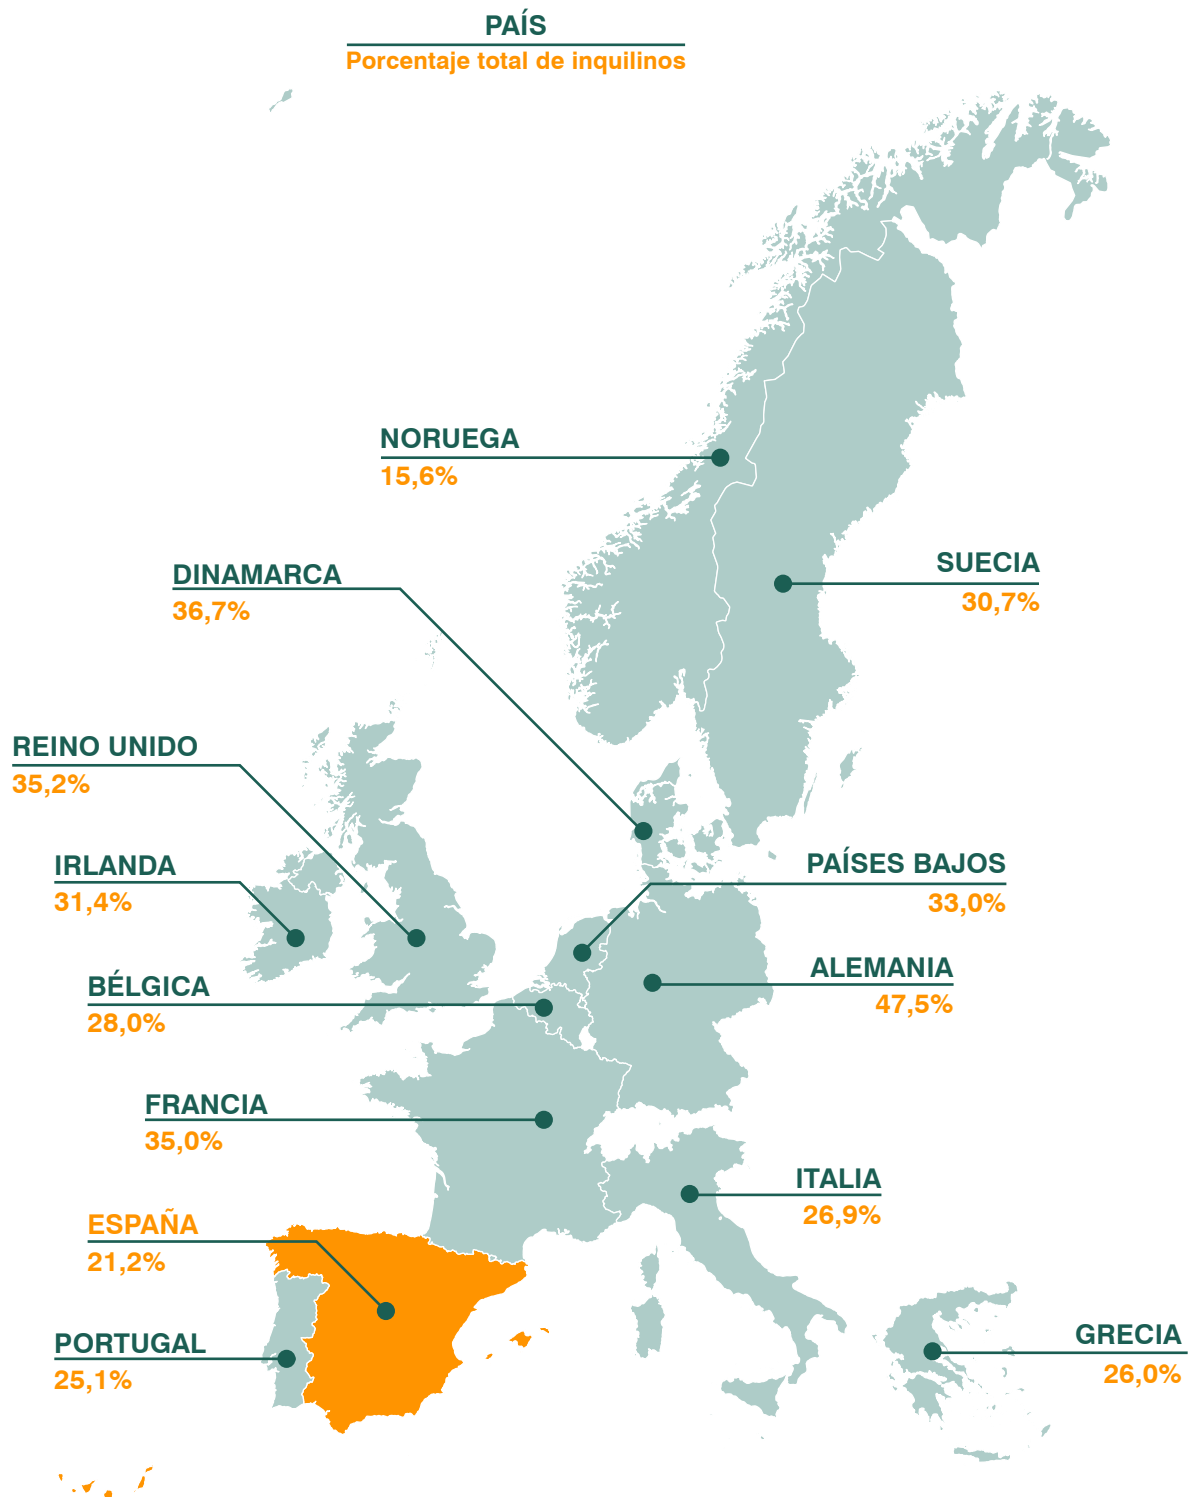 PAÍS
Porcentaje total de inquilinos
NORUEGA
15,6%
SUECIA
30,7%
DINAMARCA
36,7%
REINO UNIDO
35,2%
IRLANDA
31,4%
PAÍSES BAJOS
33,0%
ALEMANIA
47,5%
BÉLGICA
28,0%
FRANCIA
35,0%
ITALIA
26,9%
ESPAÑA
21,2%
GRECIA
26,0%
PORTUGAL
25,1%